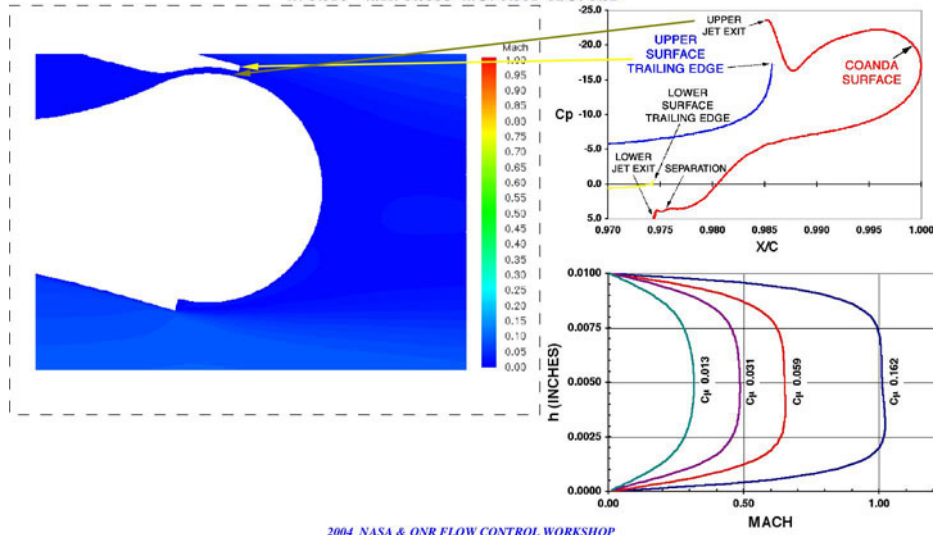 Mach
1.00
0.95
0.90
0.85
0.80
0.75
0.70
0.65
0.60
0.55
0.50
0.45
0.40
0.35
0.30
0.25
0.20
0.15
0.10
0.05
0.00
-25.0
-20.0
-15.0
Cp
-10.0
-5.0
0.0
5.0
UPPER
JET EXIT
UPPER
SURFACE
TRAILING EDGE
LOWER
SURFACE
TRAILING EDGE
COANDA
SURFACE
LOWER
JET EXIT
SEPARATION
0.970 0.975 0.980 0.985 0.990 0.995 1.000
X/C
0.0100
0.0075
0.0050
0.0025
0.0000
h (INCHES)
Cμ 0.013
Cμ 0.031
Cμ 0.059
Cμ 0.162
0.00 0.50 1.00
MACH
2004 NASA & ONR FLOW CONTROL WORKSHOP